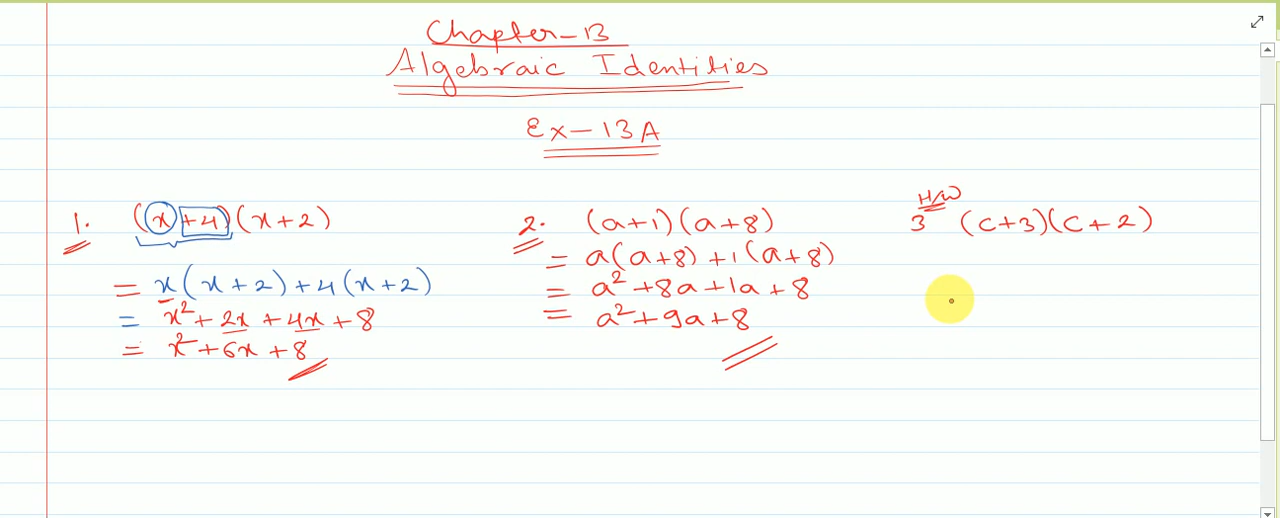 Chapter-13
Algebraic Identities
Ex-13A
1. (x+4)(x+2)
= x(x+2)+4(x+2)
= x²+2x+4x+8
= x²+6x+8
2. (a+1)(a+8)
= a(a+8)+1(a+8)
= a²+8a+1a+8
= a²+9a+8
H/W
3 (c+3)(c+2)